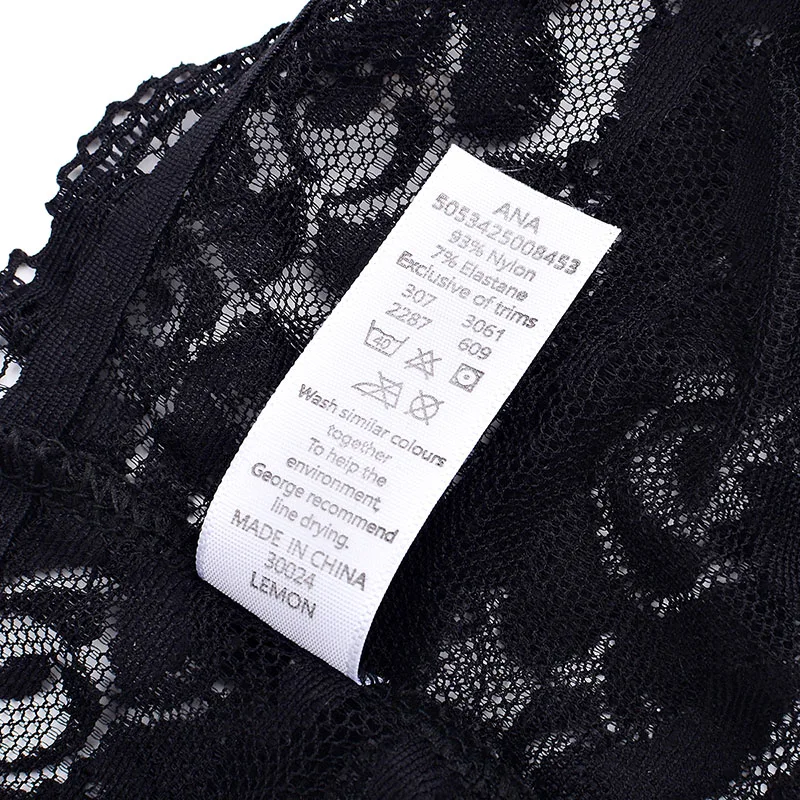 ANA
5053425008453
93% Nylon
7% Elastane
Exclusive of trims
307 3061
2287 609
40
Wash similar colours
together
To help the
environment,
George recommend
line drying.
MADE IN CHINA
30024
LEMON